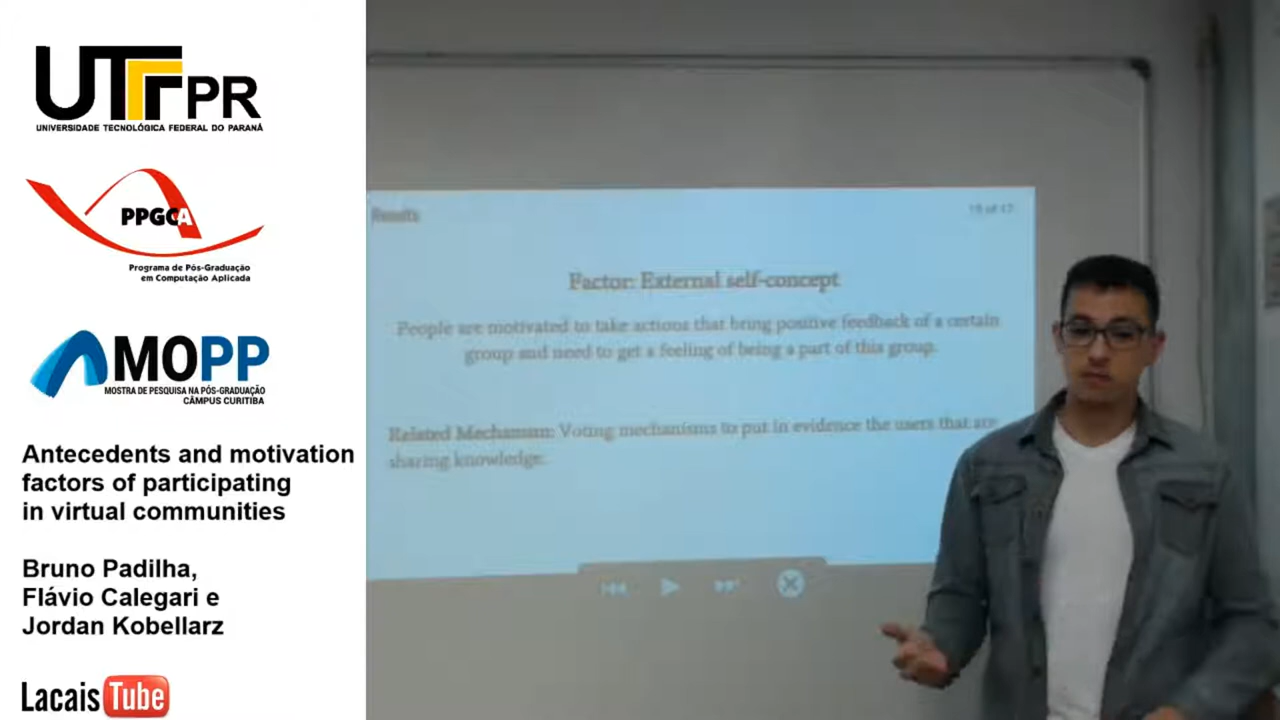 UTFPR
UNIVERSIDADE TECNOLÓGICA FEDERAL DO PARANÁ
PPGCA
Programa de Pós-Graduação
em Computação Aplicada
MOPP
MOSTRA DE PESQUISA NA PÓS-GRADUAÇÃO
CÂMPUS CURITIBA
Antecedents and motivation
factors of participating
in virtual communities
Bruno Padilha,
Flávio Calegari e
Jordan Kobellarz
LacaisTube
Results
of 17
Factor: External self-concept
People are motivated to take actions that bring positive feedback of a certain
group and need to get a feeling of being a part of this group.
Related Mechanism: Voting mechanisms to put in evidence the users that are
sharing knowledge.